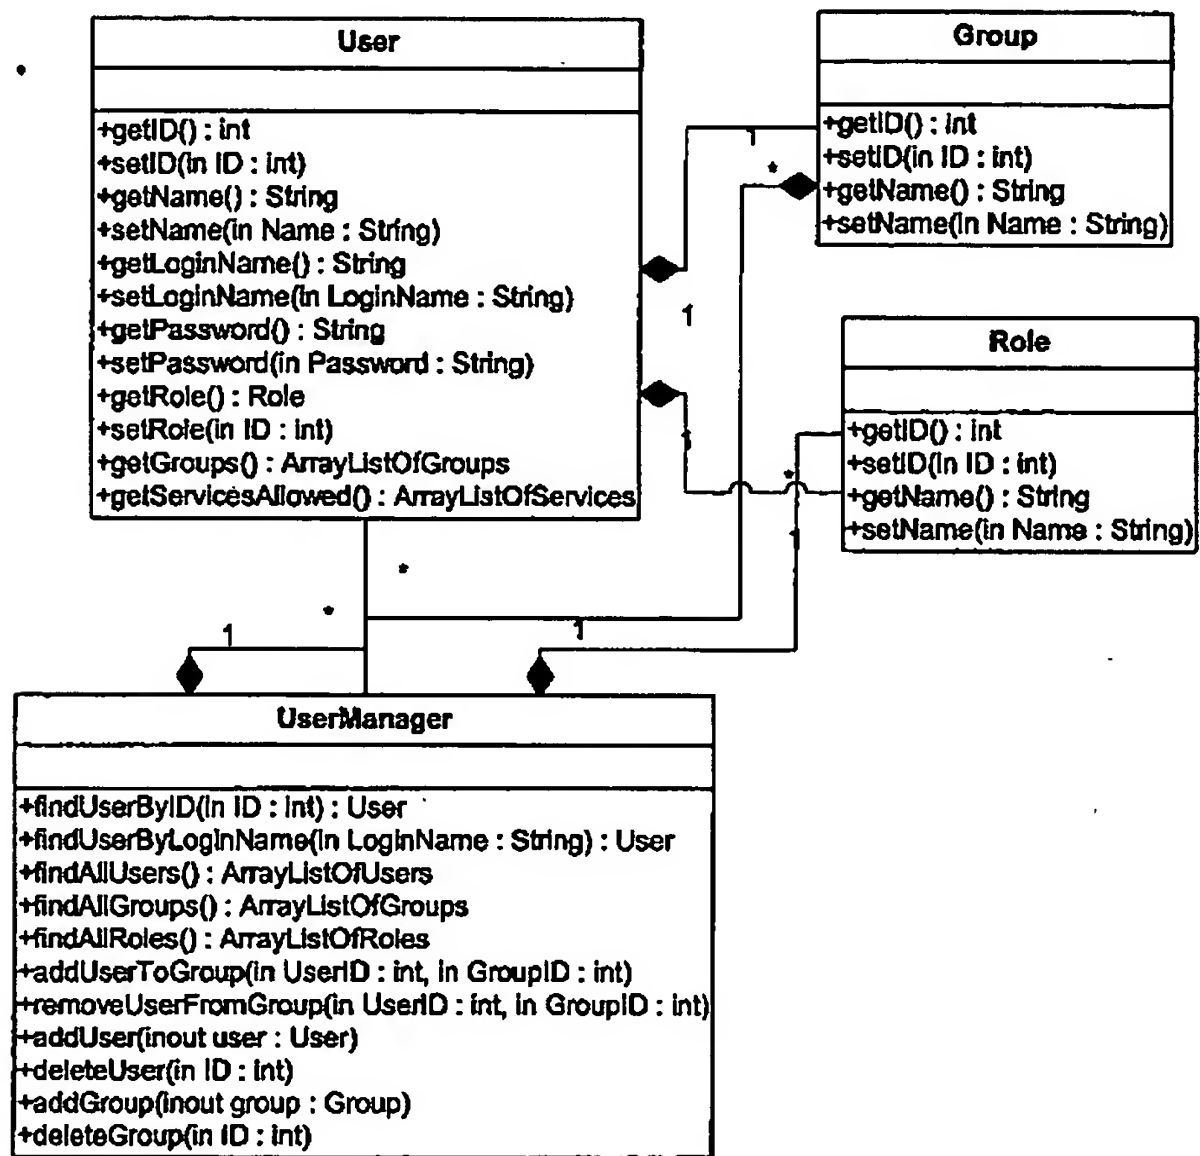 User
+getID() : int
+setID(in ID : int)
+getName() : String
+setName(in Name : String)
+getLoginName() : String
+setLoginName(in LoginName : String)
+getPassword() : String
+setPassword(in Password : String)
+getRole() : Role
+setRole(in ID : int)
+getGroups() : ArrayListOfGroups
+getServicesAllowed() : ArrayListOfServices
Group
+getID() : int
+setID(in ID : int)
+getName() : String
+setName(in Name : String)
1
*
1
Role
+getID() : int
+setID(in ID : int)
+getName() : String
+setName(in Name : String)
1
*
1
*
*
1
1
UserManager
+findUserByID(in ID : int) : User
+findUserByLoginName(in LoginName : String) : User
+findAllUsers() : ArrayListOfUsers
+findAllGroups() : ArrayListOfGroups
+findAllRoles() : ArrayListOfRoles
+addUserToGroup(in UserID : int, in GroupID : int)
+removeUserFromGroup(in UserID : int, in GroupID : int)
+addUser(inout user : User)
+deleteUser(in ID : int)
+addGroup(inout group : Group)
+deleteGroup(in ID : int)